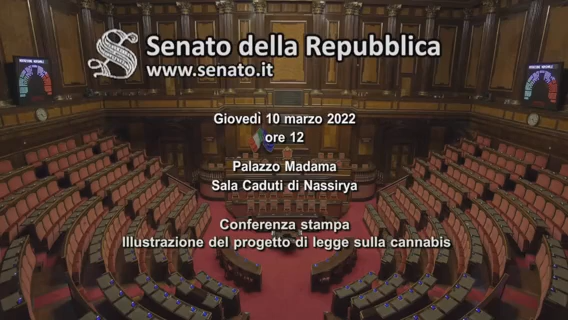 Senato della Repubblica
www.senato.it
Giovedì 10 marzo 2022
ore 12
Palazzo Madama
Sala Caduti di Nassirya
Conferenza stampa
Illustrazione del progetto di legge sulla cannabis